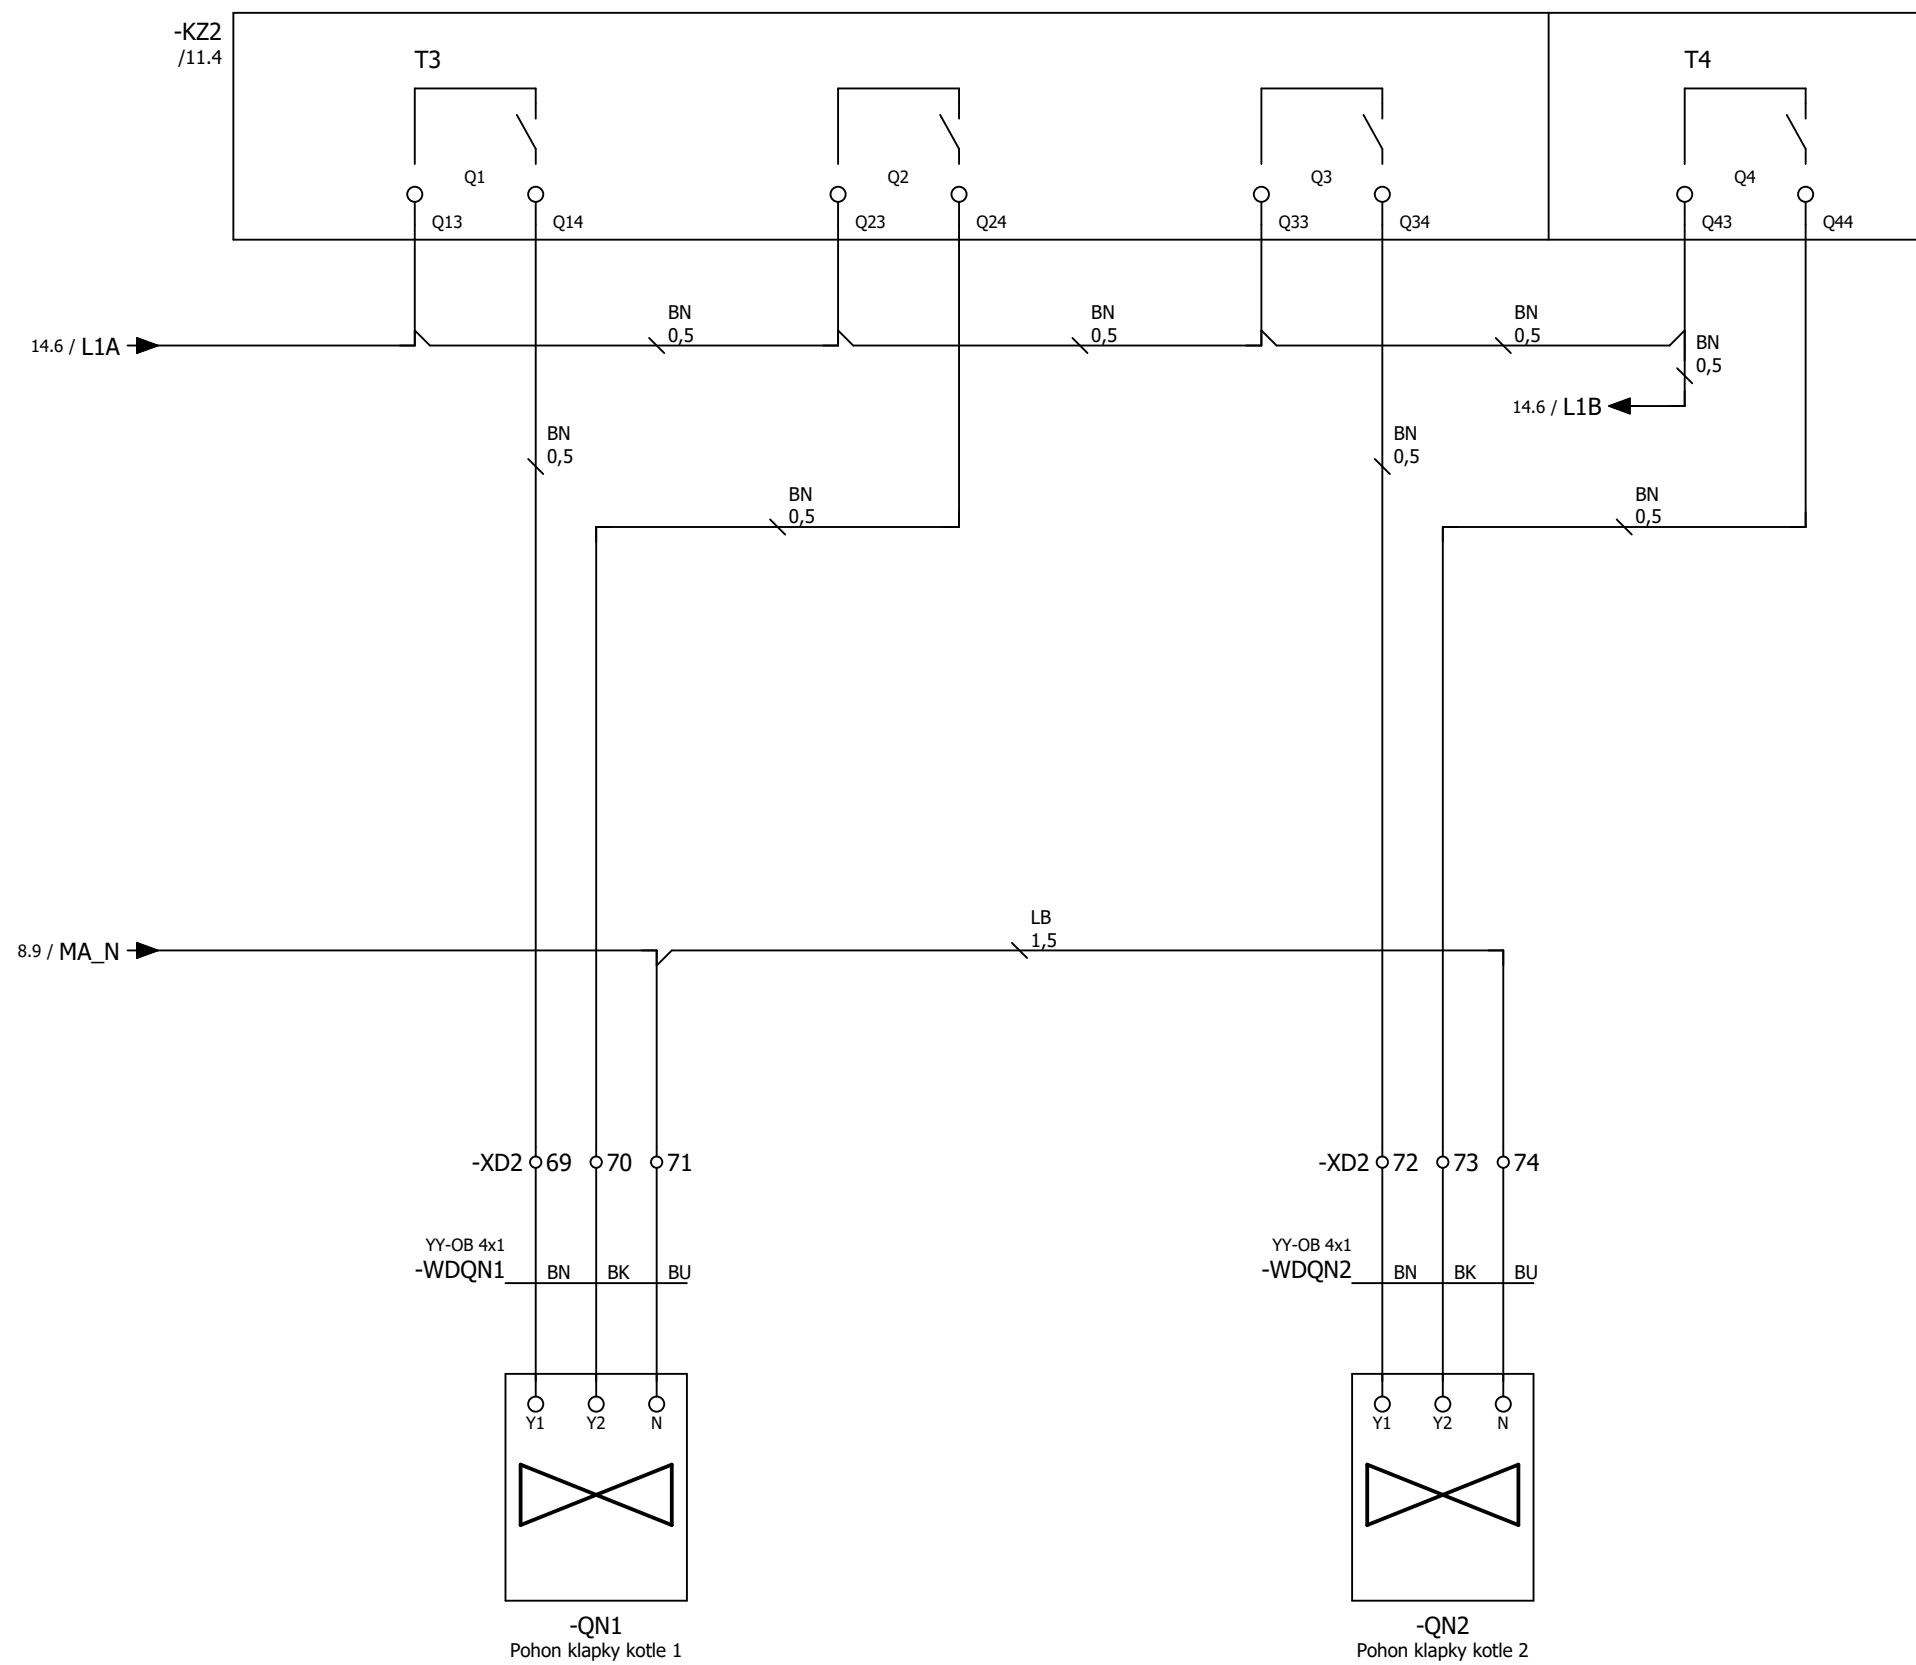 -KZ2
/11.4
T3
T4
Q1
Q2
Q3
Q4
Q13
Q14
Q23
Q24
Q33
Q34
Q43
Q44
BN
0,5
BN
0,5
BN
0,5
BN
0,5
14.6 / L1A
14.6 / L1B
BN
0,5
BN
0,5
BN
0,5
BN
0,5
LB
1,5
8.9 / MA_N
-XD2 69 70 71
-XD2 72 73 74
YY-OB 4x1
-WDQN1 BN BK BU
YY-OB 4x1
-WDQN2 BN BK BU
Y1 Y2 N
Y1 Y2 N
-QN1
Pohon klapky kotle 1
-QN2
Pohon klapky kotle 2